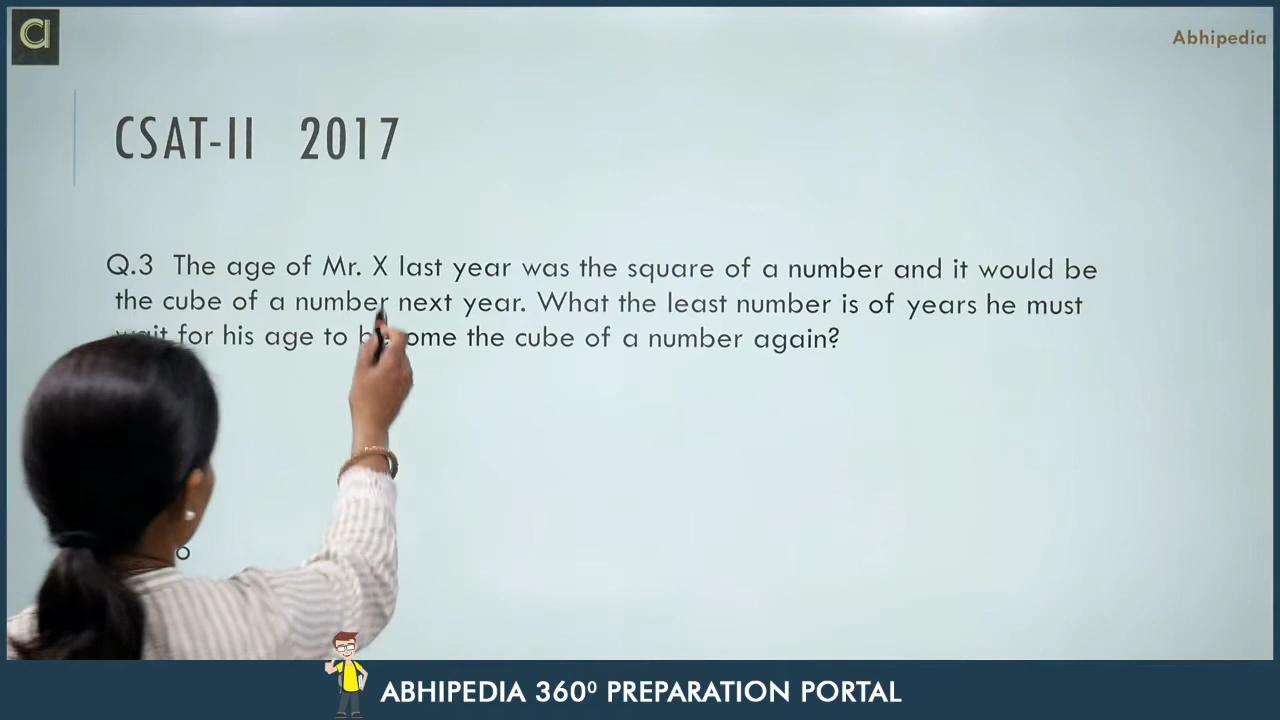 a
Abhipedia
CSAT-II 2017
Q.3 The age of Mr. X last year was the square of a number and it would be
the cube of a number next year. What the least number is of years he must
wait for his age to become the cube of a number again?
ABHIPEDIA 360⁰ PREPARATION PORTAL